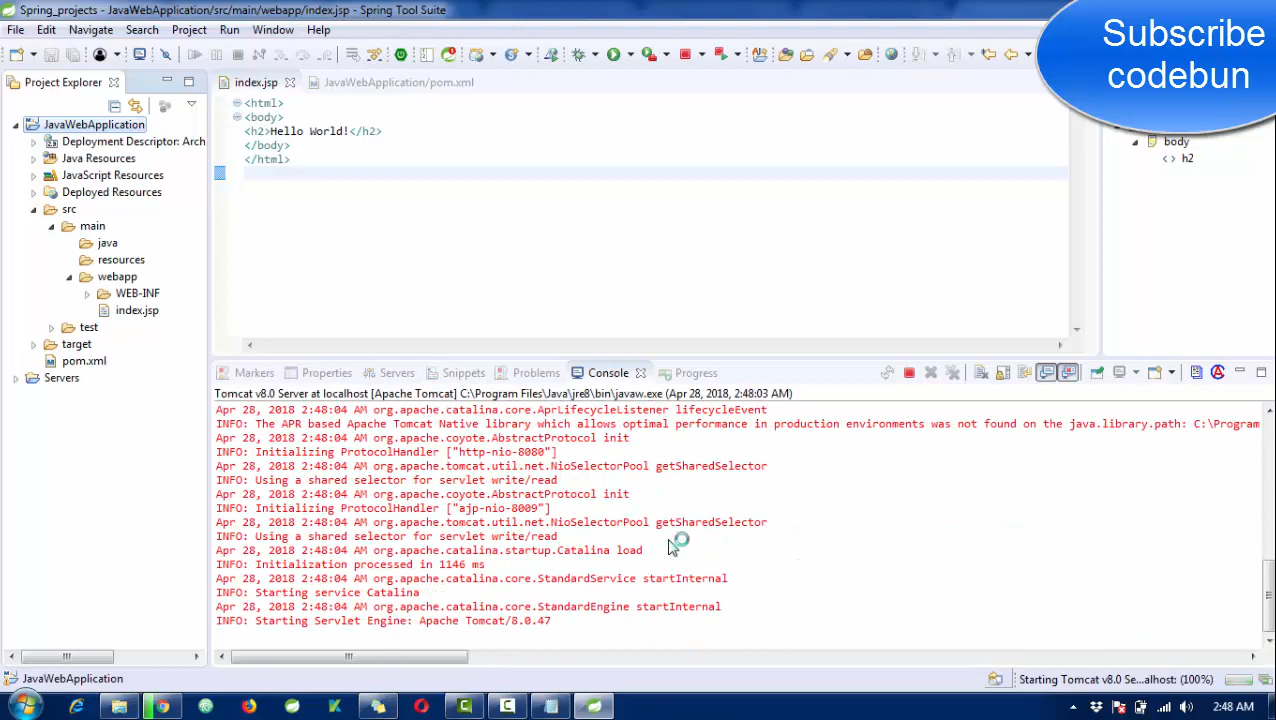 Spring_projects - JavaWebApplication/src/main/webapp/index.jsp - Spring Tool Suite
File Edit Navigate Search Project Run Window Help
Subscribe
codebun
Project Explorer
index.jsp
JavaWebApplication/pom.xml
<html>
<body>
<h2>Hello World!</h2>
</body>
</html>
JavaWebApplication
Deployment Descriptor: Arch
Java Resources
JavaScript Resources
Deployed Resources
src
main
java
resources
webapp
WEB-INF
index.jsp
test
target
pom.xml
Servers
body
<> h2
Markers Properties Servers Snippets Problems Console Progress
Tomcat v8.0 Server at localhost [Apache Tomcat] C:\Program Files\Java\jre8\bin\javaw.exe (Apr 28, 2018, 2:48:03 AM)
Apr 28, 2018 2:48:04 AM org.apache.catalina.core.AprLifecycleListener lifecycleEvent
INFO: The APR based Apache Tomcat Native library which allows optimal performance in production environments was not found on the java.library.path: C:\Program
Apr 28, 2018 2:48:04 AM org.apache.coyote.AbstractProtocol init
INFO: Initializing ProtocolHandler ["http-nio-8080"]
Apr 28, 2018 2:48:04 AM org.apache.tomcat.util.net.NioSelectorPool getSharedSelector
INFO: Using a shared selector for servlet write/read
Apr 28, 2018 2:48:04 AM org.apache.coyote.AbstractProtocol init
INFO: Initializing ProtocolHandler ["ajp-nio-8009"]
Apr 28, 2018 2:48:04 AM org.apache.tomcat.util.net.NioSelectorPool getSharedSelector
INFO: Using a shared selector for servlet write/read
Apr 28, 2018 2:48:04 AM org.apache.catalina.startup.Catalina load
INFO: Initialization processed in 1146 ms
Apr 28, 2018 2:48:04 AM org.apache.catalina.core.StandardService startInternal
INFO: Starting service Catalina
Apr 28, 2018 2:48:04 AM org.apache.catalina.core.StandardEngine startInternal
INFO: Starting Servlet Engine: Apache Tomcat/8.0.47
JavaWebApplication
Starting Tomcat v8.0 Se...alhost: (100%)
2:48 AM